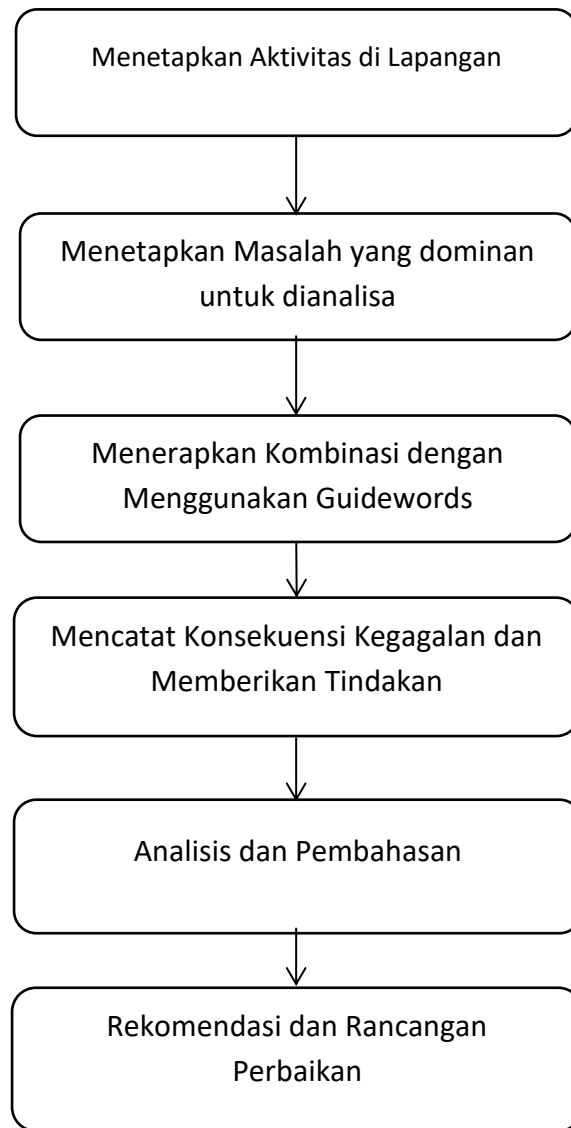 Menetapkan Aktivitas di Lapangan
Menetapkan Masalah yang dominan
untuk dianalisa
Menerapkan Kombinasi dengan
Menggunakan Guidewords
Mencatat Konsekuensi Kegagalan dan
Memberikan Tindakan
Analisis dan Pembahasan
Rekomendasi dan Rancangan
Perbaikan